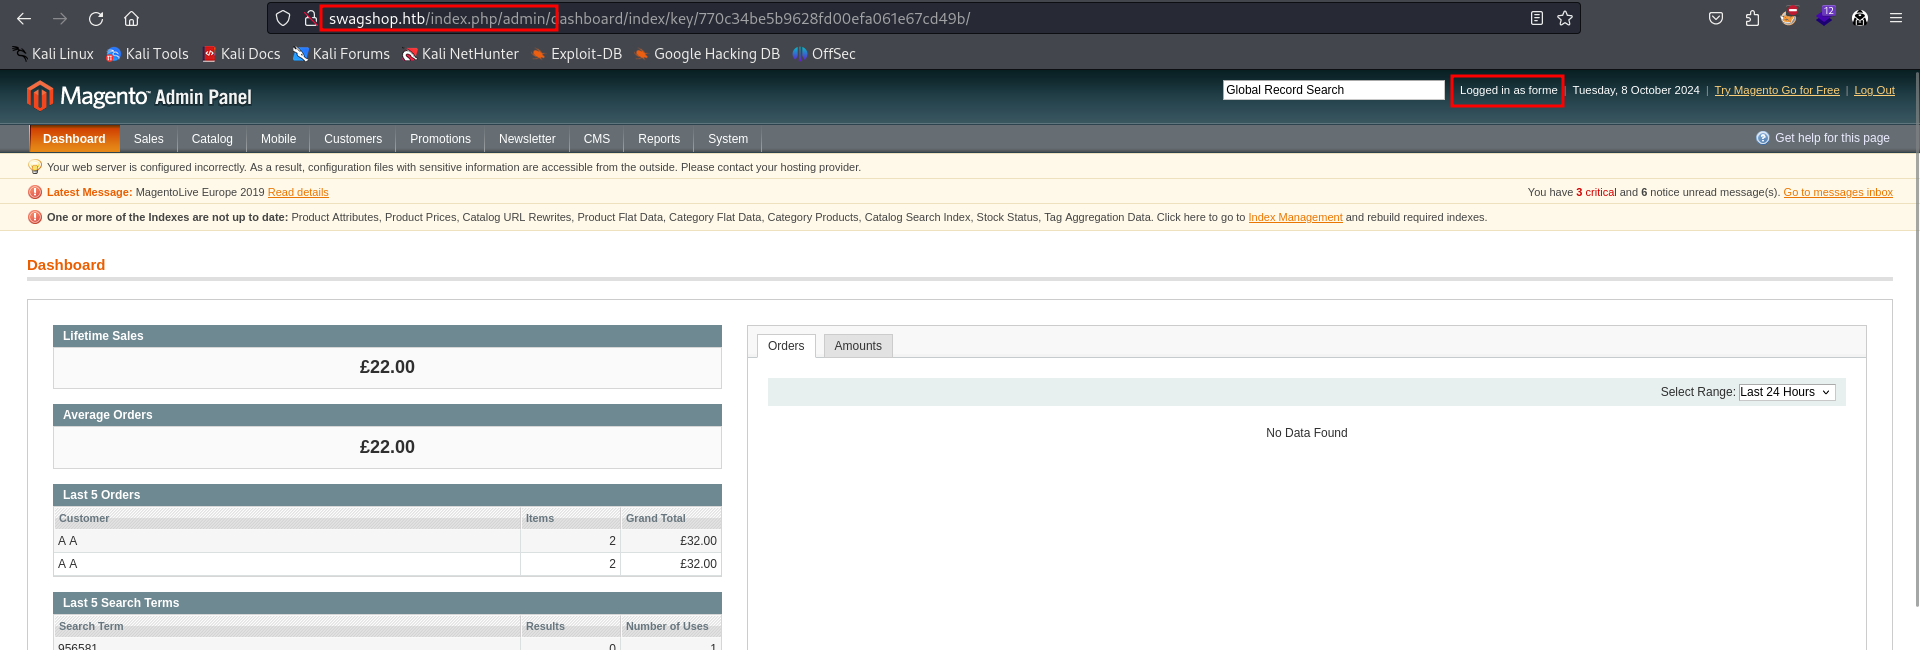 swagshop.htb/index.php/admin/dashboard/index/key/770c34be5b9628fd00efa061e67cd49b/
12
Kali Linux Kali Tools Kali Docs Kali Forums Kali NetHunter Exploit-DB Google Hacking DB OffSec
Magento™ Admin Panel
Global Record Search Logged in as forme | Tuesday, 8 October 2024 | Try Magento Go for Free | Log Out
Dashboard Sales Catalog Mobile Customers Promotions Newsletter CMS Reports System Get help for this page
Your web server is configured incorrectly. As a result, configuration files with sensitive information are accessible from the outside. Please contact your hosting provider.
Latest Message: MagentoLive Europe 2019 Read details You have 3 critical and 6 notice unread message(s). Go to messages inbox
One or more of the Indexes are not up to date: Product Attributes, Product Prices, Catalog URL Rewrites, Product Flat Data, Category Flat Data, Category Products, Catalog Search Index, Stock Status, Tag Aggregation Data. Click here to go to Index Management and rebuild required indexes.
Dashboard
Lifetime Sales
£22.00
Average Orders
£22.00
Last 5 Orders
Customer Items Grand Total
A A 2 £32.00
A A 2 £32.00
Last 5 Search Terms
Search Term Results Number of Uses
956581 0 1
Orders Amounts
Select Range: Last 24 Hours
No Data Found